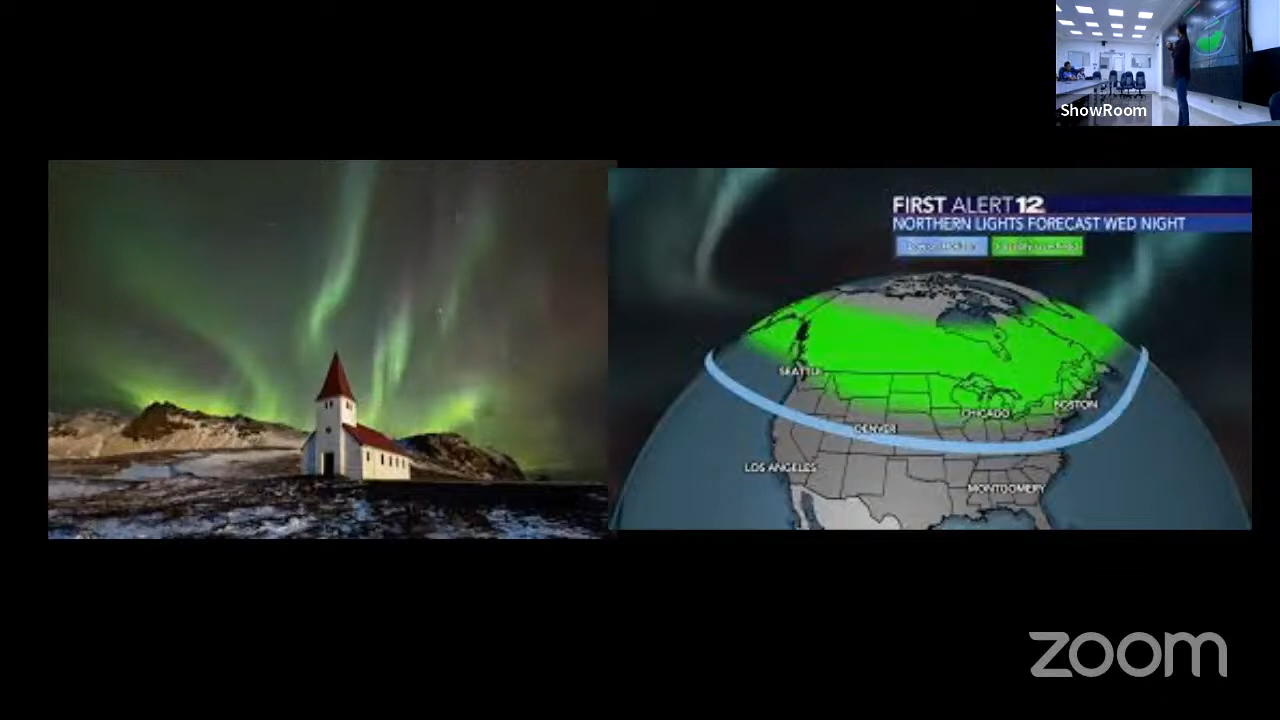 ShowRoom
FIRST ALERT 12
NORTHERN LIGHTS FORECAST WED NIGHT
SEATTLE
BOSTON
CHICAGO
DENVER
LOS ANGELES
MONTGOMERY
zoom